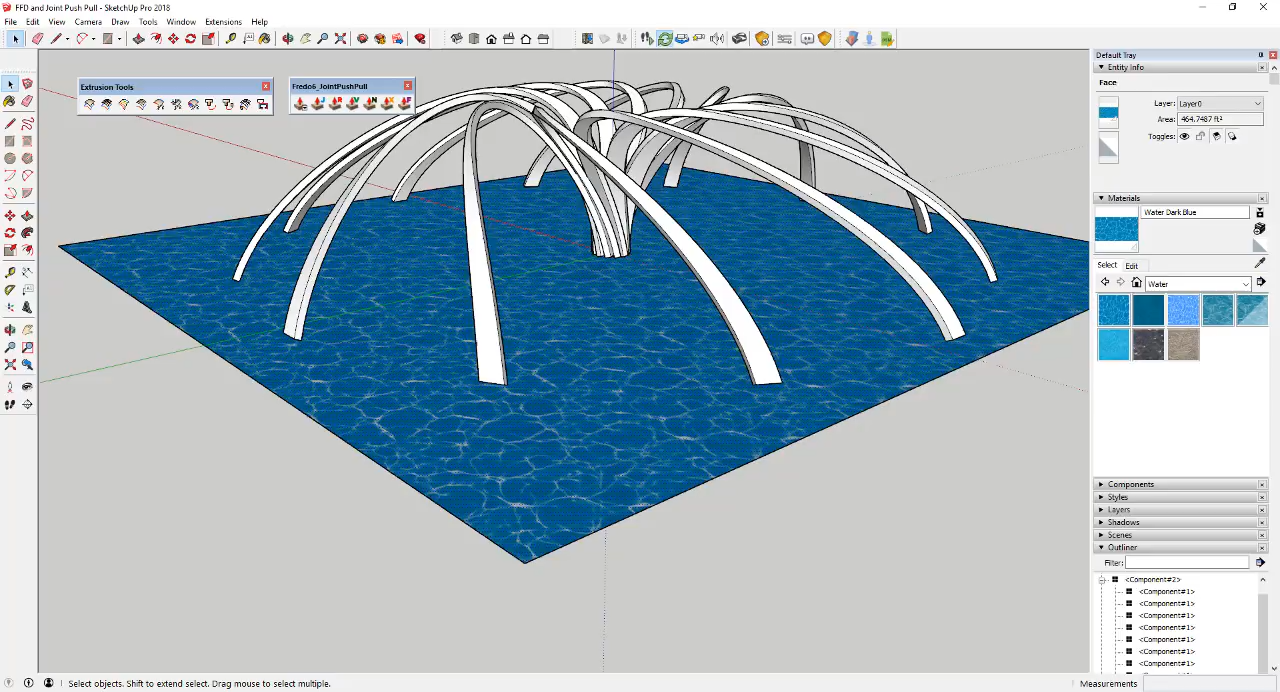 FFD and Joint Push Pull - SketchUp Pro 2018
File Edit View Camera Draw Tools Window Extensions Help
Default Tray
Entity Info
Face
Layer: Layer0
Area: 464.7487 ft²
Toggles:
Extrusion Tools
Fredo6_JointPushPull
Materials
Water Dark Blue
Select Edit
Water
Components
Styles
Layers
Shadows
Scenes
Outliner
Filter:
<Component#2>
<Component#1>
<Component#1>
<Component#1>
<Component#1>
<Component#1>
<Component#1>
<Component#1>
Select objects. Shift to extend select. Drag mouse to select multiple.
Measurements